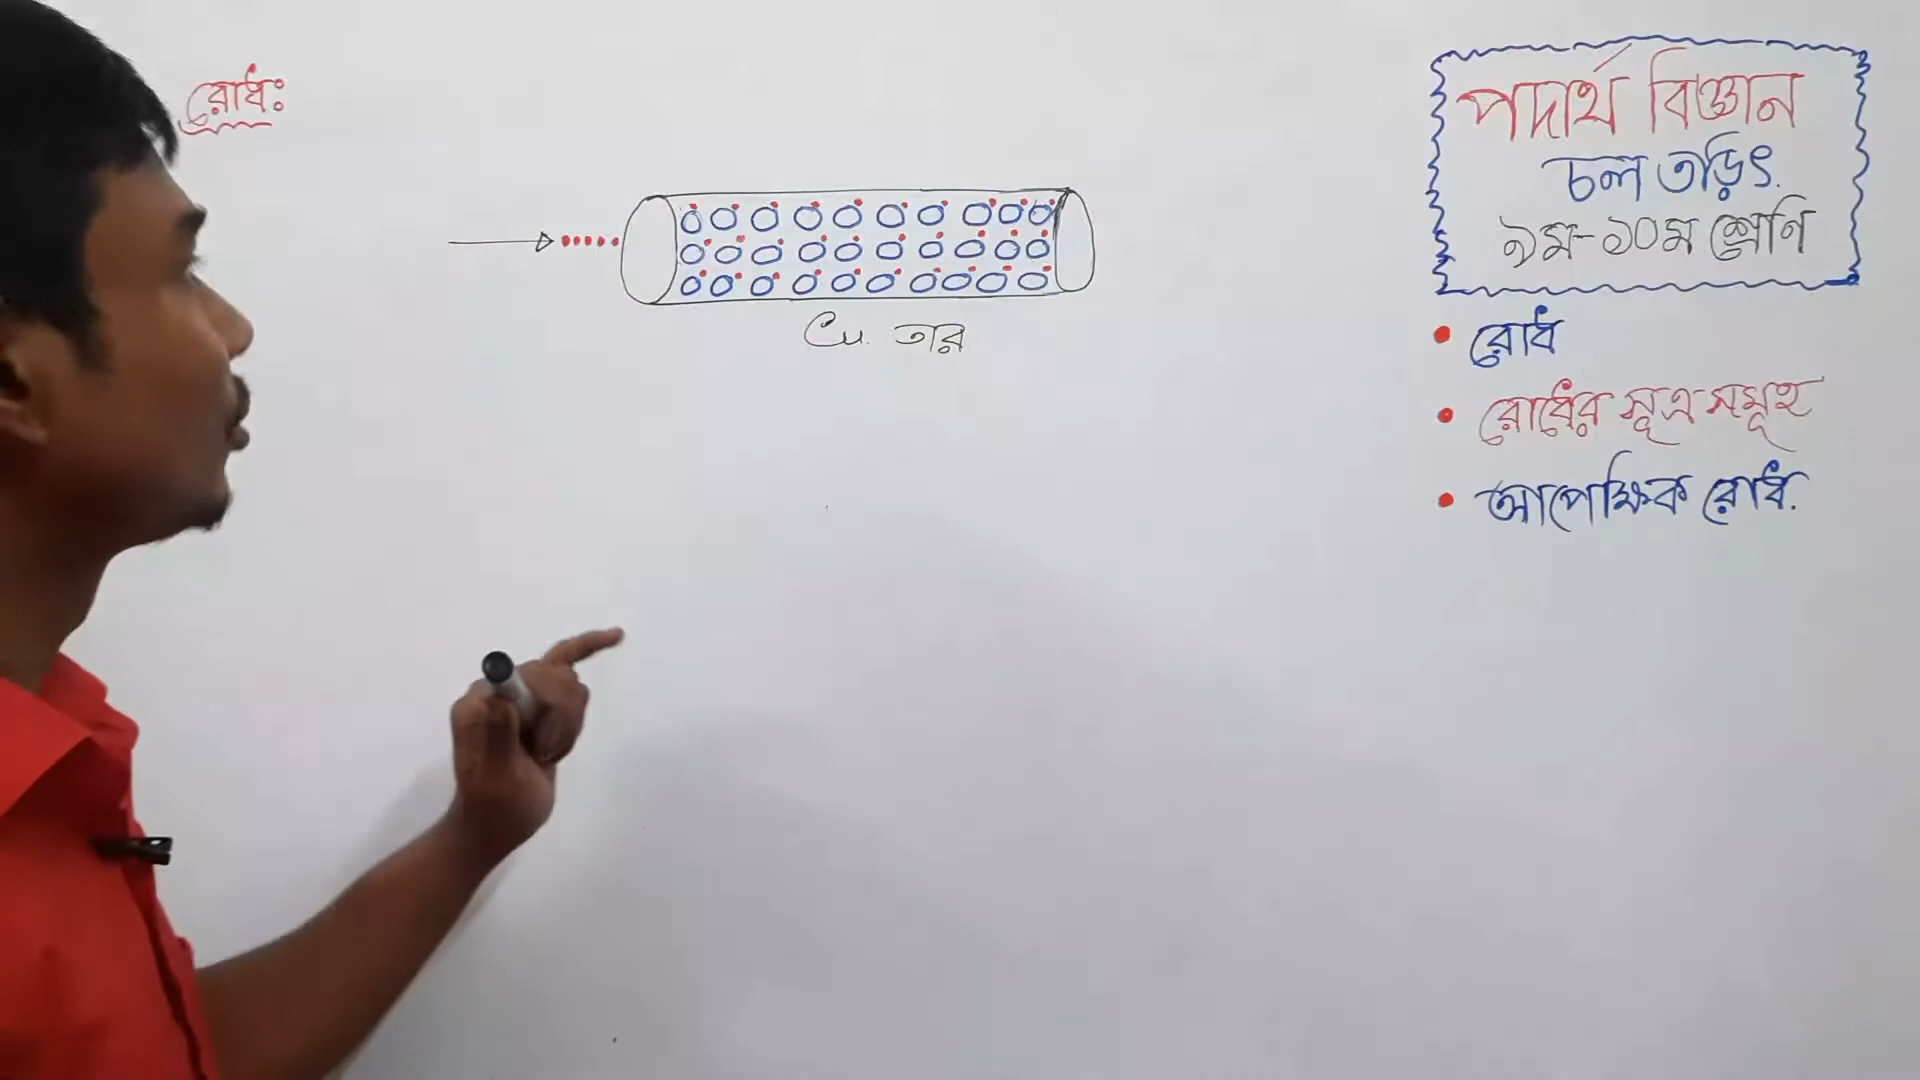 রোধঃ
Cu. তার
পদার্থ বিজ্ঞান
চল তড়িৎ.
৯ম-১০ম শ্রেণি
• রোধ
• রোধের সূত্র সমূহ
• আপেক্ষিক রোধ.